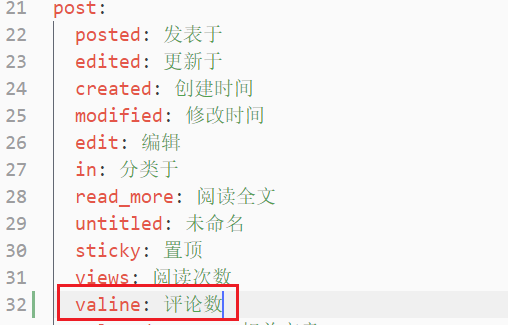 21 post:
22 posted: 发表于
23 edited: 更新于
24 created: 创建时间
25 modified: 修改时间
26 edit: 编辑
27 in: 分类于
28 read_more: 阅读全文
29 untitled: 未命名
30 sticky: 置顶
31 views: 阅读次数
32 valine: 评论数